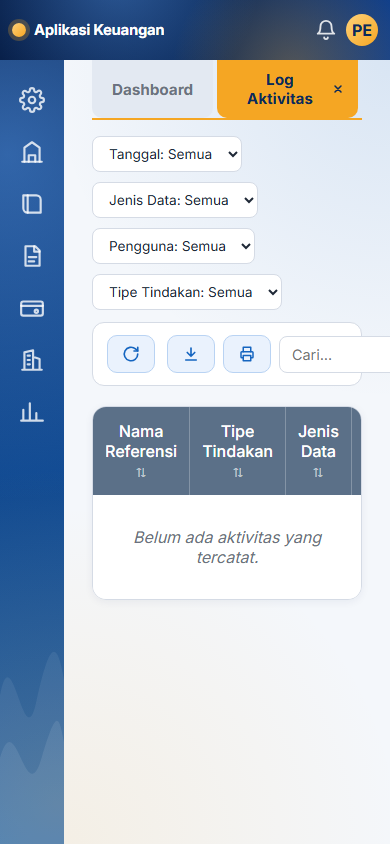 Aplikasi Keuangan
PE
Dashboard
Log
Aktivitas
×
Tanggal: Semua
Jenis Data: Semua
Pengguna: Semua
Tipe Tindakan: Semua
Cari...
Nama
Referensi
Tipe
Tindakan
Jenis
Data
Belum ada aktivitas yang
tercatat.